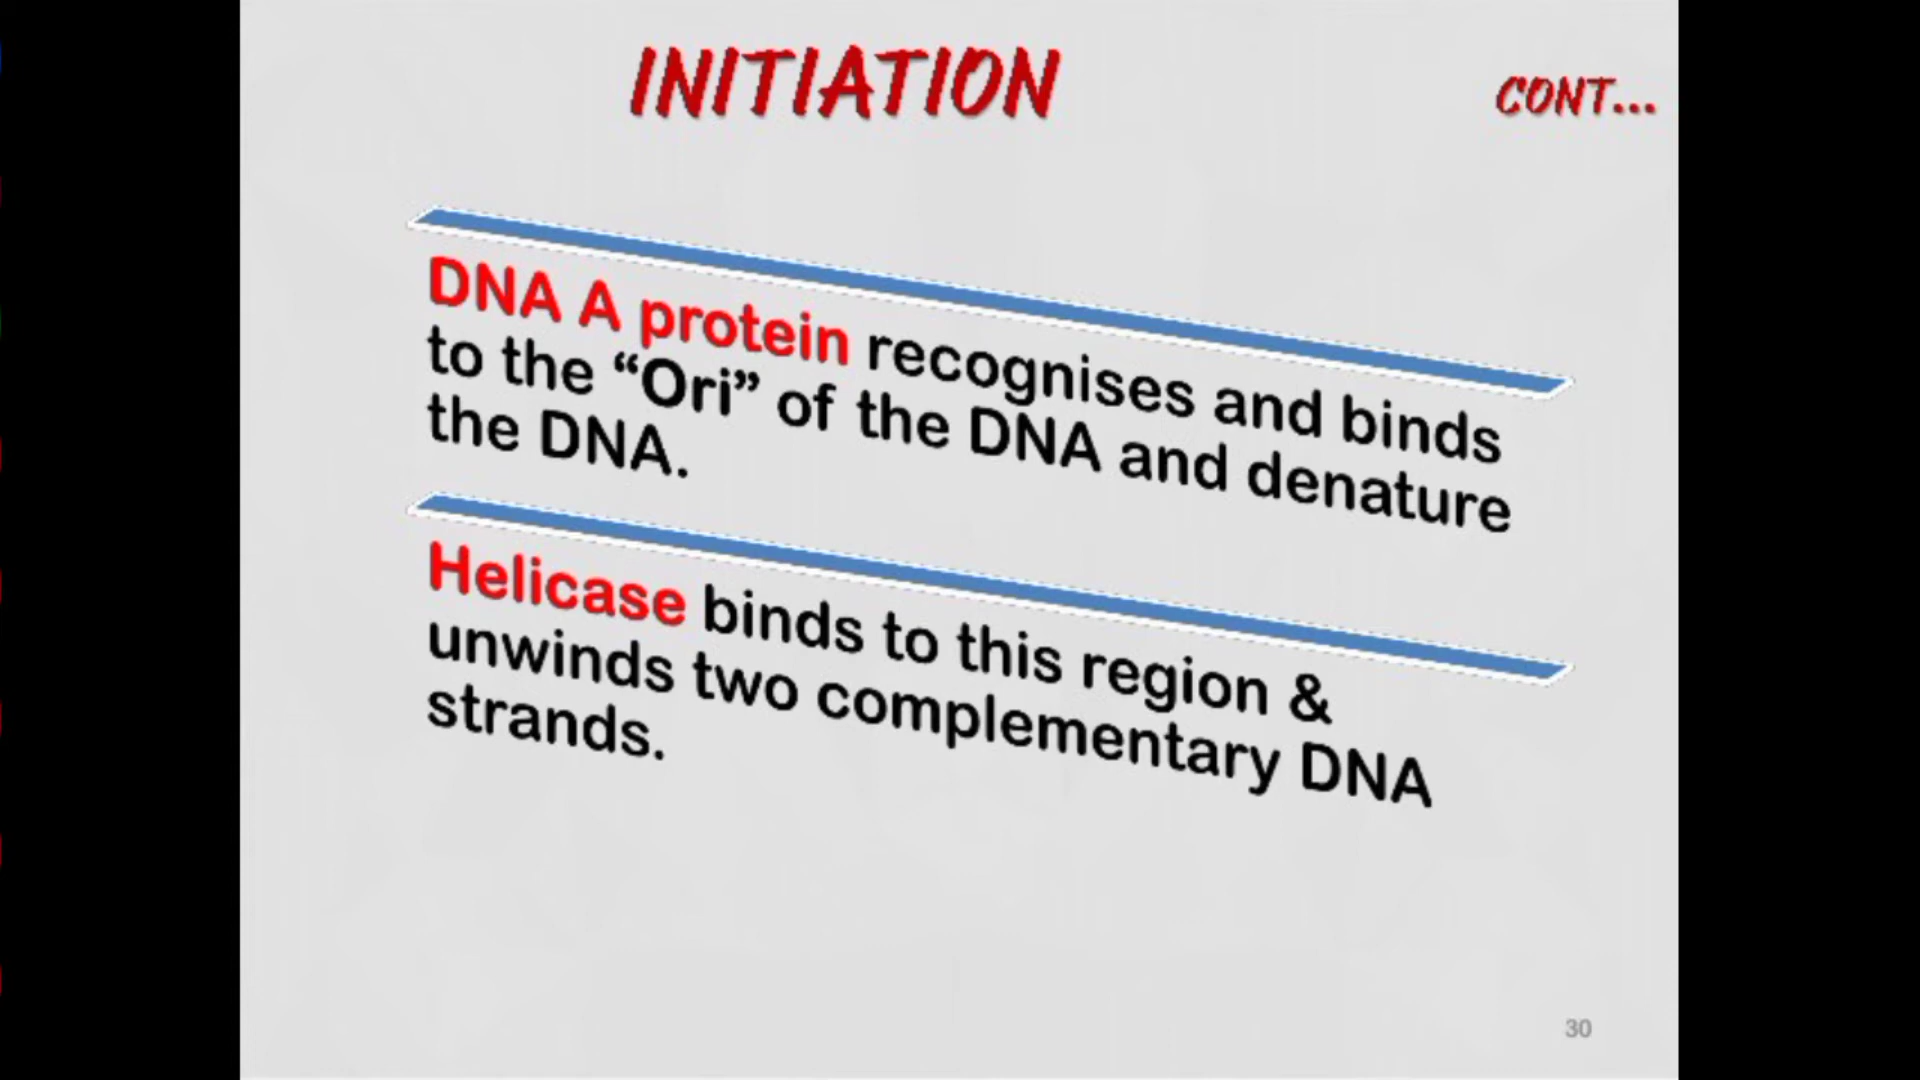 INITIATION
CONT...
DNA A protein recognises and binds
to the “Ori” of the DNA and denature
the DNA.
Helicase binds to this region &
unwinds two complementary DNA
strands.
30